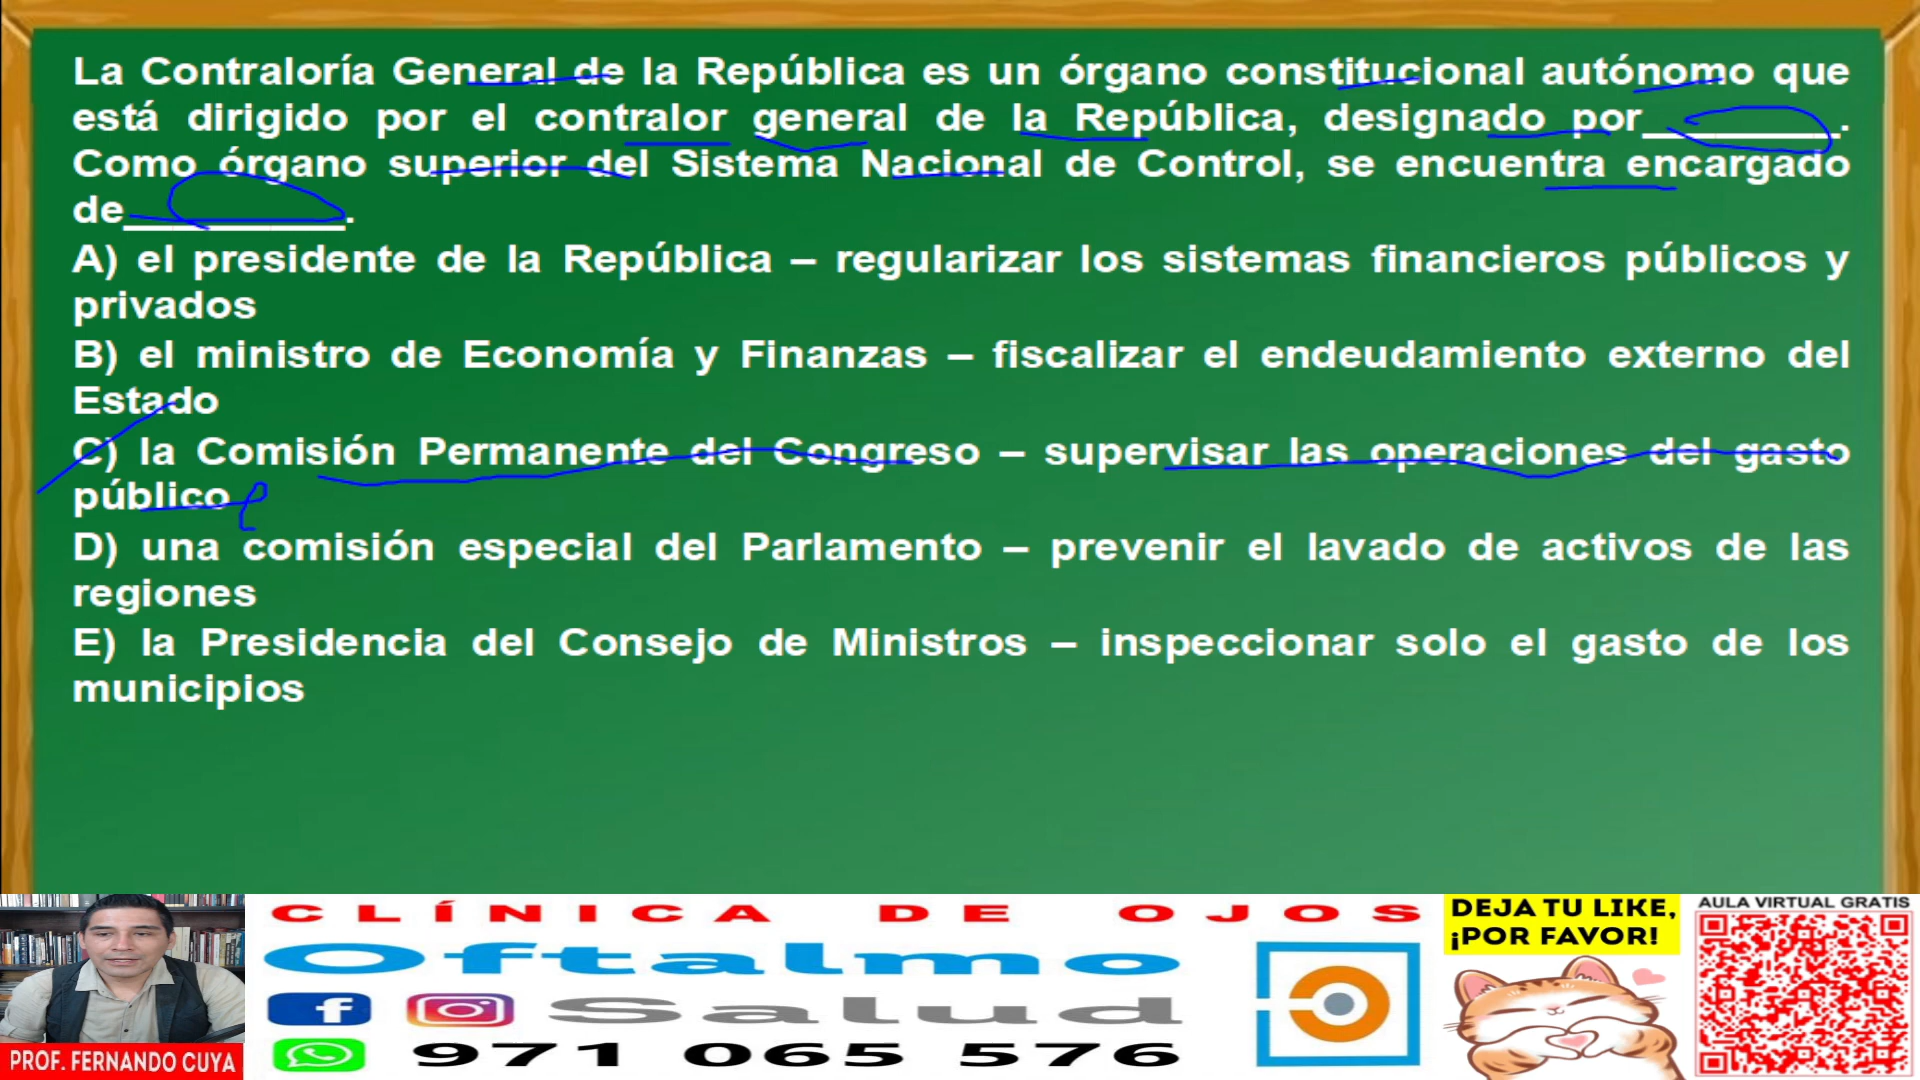 La Contraloría General de la República es un órgano constitucional autónomo que
está dirigido por el contralor general de la República, designado por_________.
Como órgano superior del Sistema Nacional de Control, se encuentra encargado
de__________.
A) el presidente de la República – regularizar los sistemas financieros públicos y
privados
B) el ministro de Economía y Finanzas – fiscalizar el endeudamiento externo del
Estado
C) la Comisión Permanente del Congreso – supervisar las operaciones del gasto
público
D) una comisión especial del Parlamento – prevenir el lavado de activos de las
regiones
E) la Presidencia del Consejo de Ministros – inspeccionar solo el gasto de los
municipios
PROF. FERNANDO CUYA
CLÍNICA DE OJOS
Oftalmo
Salud
971 065 576
DEJA TU LIKE,
¡POR FAVOR!
AULA VIRTUAL GRATIS